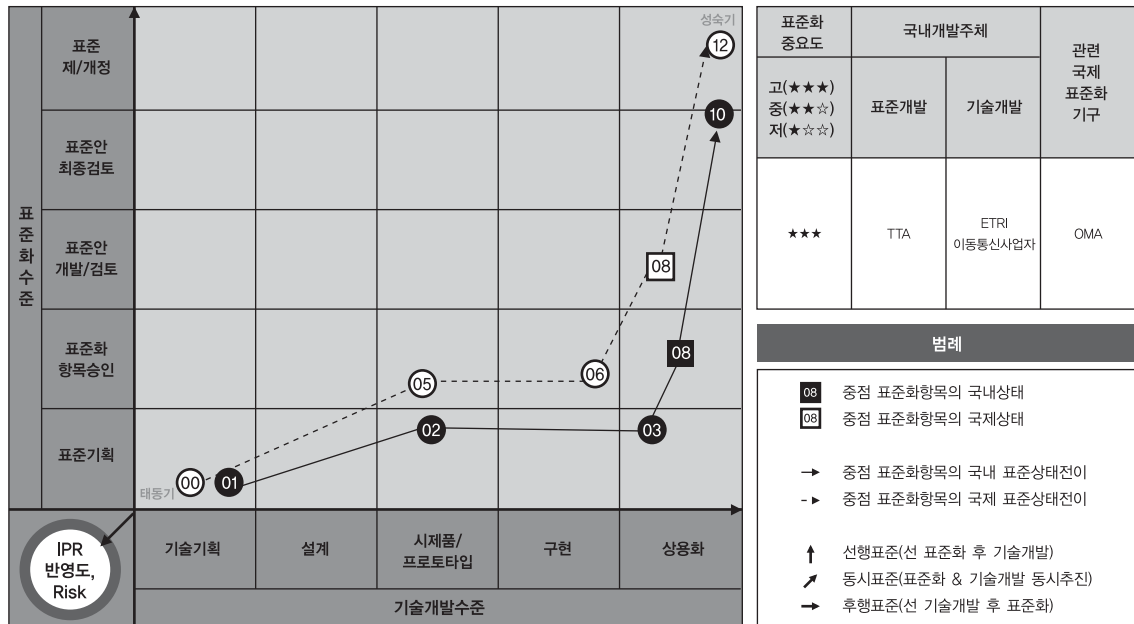 성숙기
12
표준
제/개정
10
표준안
최종검토
표준화수준
표준안
개발/검토
08
표준화
항목승인
08
05
06
표준기획
02
03
00
01
태동기
IPR
반영도,
Risk
기술기획
설계
시제품/
프로토타입
구현
상용화
기술개발수준
표준화
중요도
국내개발주체
관련
국제
표준화
기구
고(★★★)
중(★★☆)
저(★☆☆)
표준개발
기술개발
★★★
TTA
ETRI
이동통신사업자
OMA
범례
08 중점 표준화항목의 국내상태
08 중점 표준화항목의 국제상태
→ 중점 표준화항목의 국내 표준상태전이
- ▸ 중점 표준화항목의 국제 표준상태전이
↑ 선행표준(선 표준화 후 기술개발)
↗ 동시표준(표준화 & 기술개발 동시추진)
→ 후행표준(선 기술개발 후 표준화)